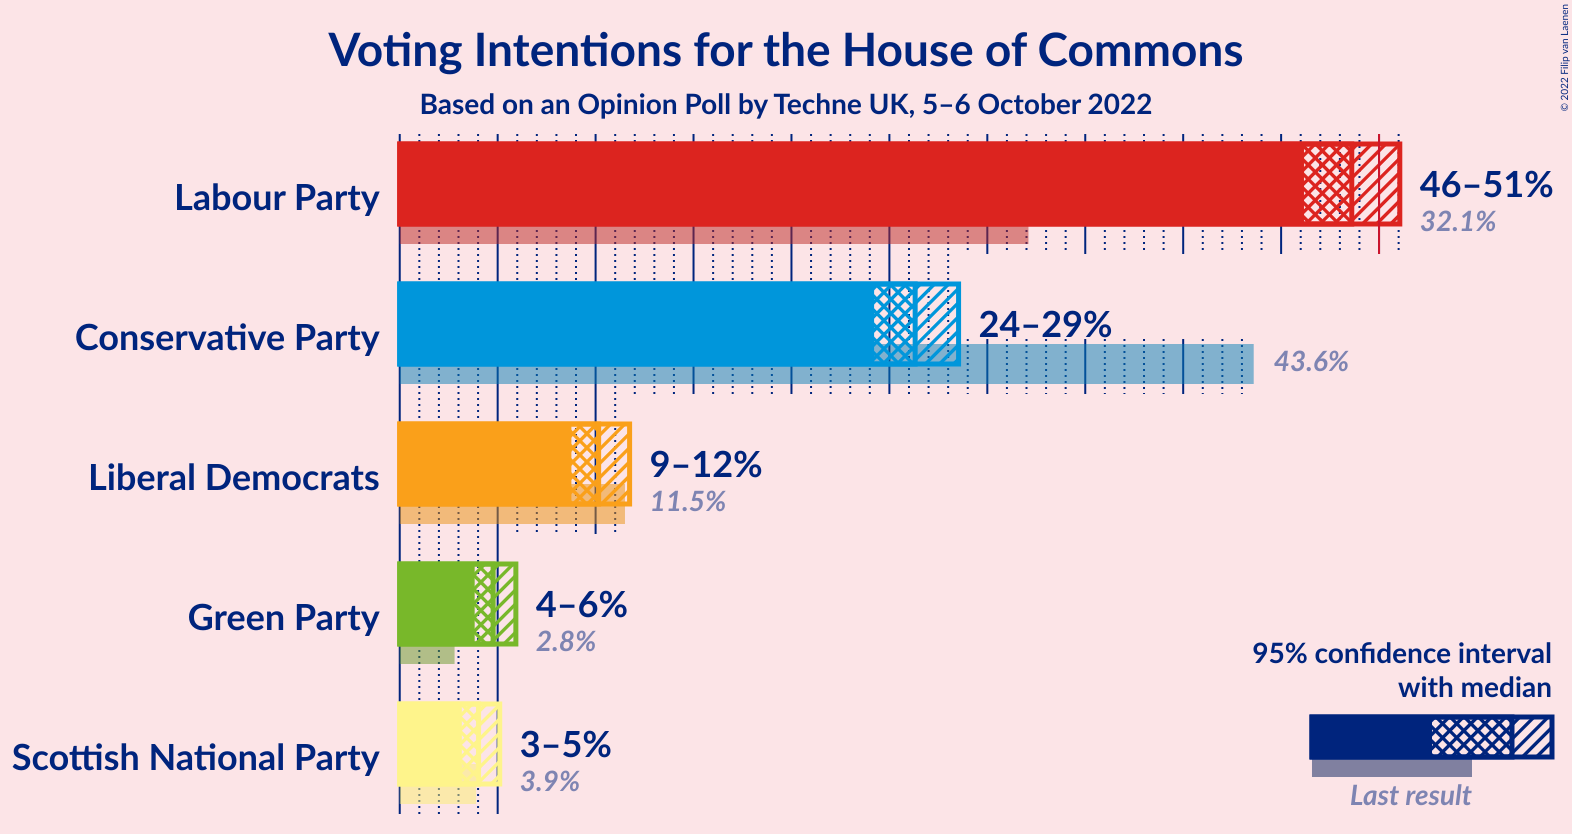 Voting Intentions for the House of Commons
Based on an Opinion Poll by Techne UK, 5–6 October 2022
© 2022 Filip van Laenen
Labour Party
46–51%
32.1%
Conservative Party
24–29%
43.6%
Liberal Democrats
9–12%
11.5%
Green Party
4–6%
2.8%
Scottish National Party
3–5%
3.9%
95% confidence interval
with median
Last result